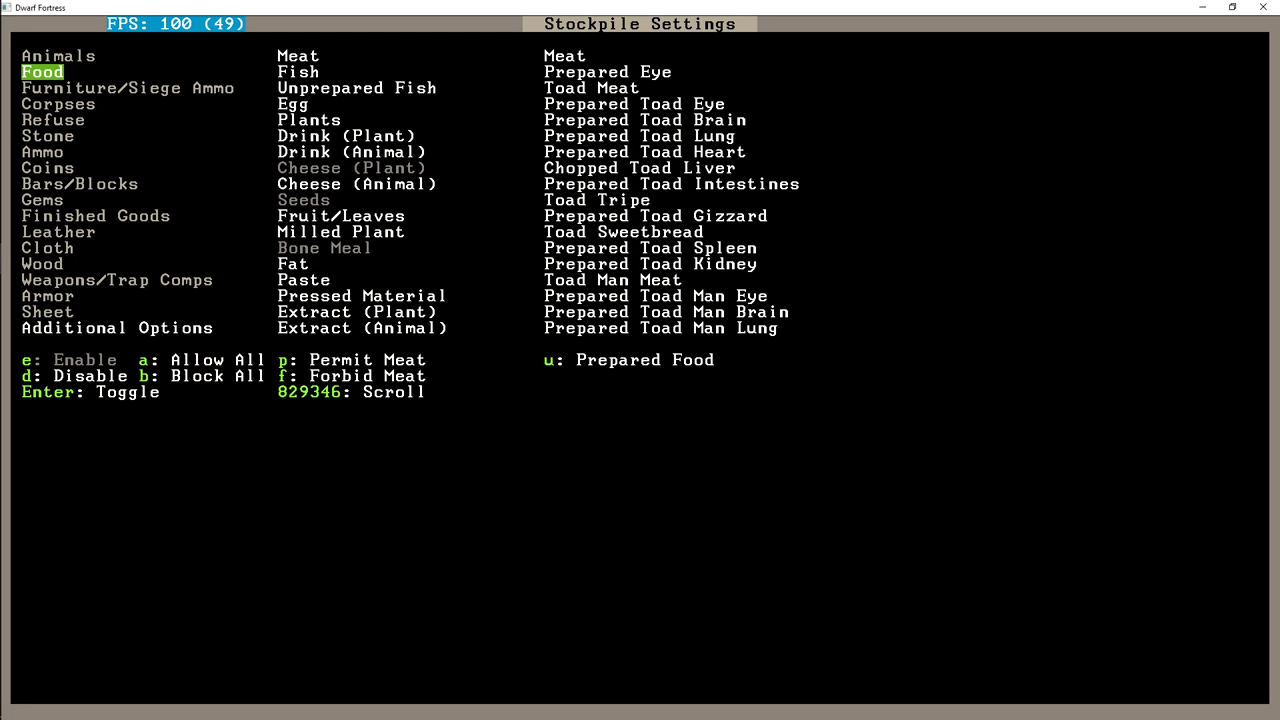 Dwarf Fortress
FPS: 100 (49) Stockpile Settings
Animals Meat Meat
Food Fish Prepared Eye
Furniture/Siege Ammo Unprepared Fish Toad Meat
Corpses Egg Prepared Toad Eye
Refuse Plants Prepared Toad Brain
Stone Drink (Plant) Prepared Toad Lung
Ammo Drink (Animal) Prepared Toad Heart
Coins Cheese (Plant) Chopped Toad Liver
Bars/Blocks Cheese (Animal) Prepared Toad Intestines
Gems Seeds Toad Tripe
Finished Goods Fruit/Leaves Prepared Toad Gizzard
Leather Milled Plant Toad Sweetbread
Cloth Bone Meal Prepared Toad Spleen
Wood Fat Prepared Toad Kidney
Weapons/Trap Comps Paste Toad Man Meat
Armor Pressed Material Prepared Toad Man Eye
Sheet Extract (Plant) Prepared Toad Man Brain
Additional Options Extract (Animal) Prepared Toad Man Lung
e: Enable a: Allow All p: Permit Meat u: Prepared Food
d: Disable b: Block All f: Forbid Meat
Enter: Toggle 829346: Scroll